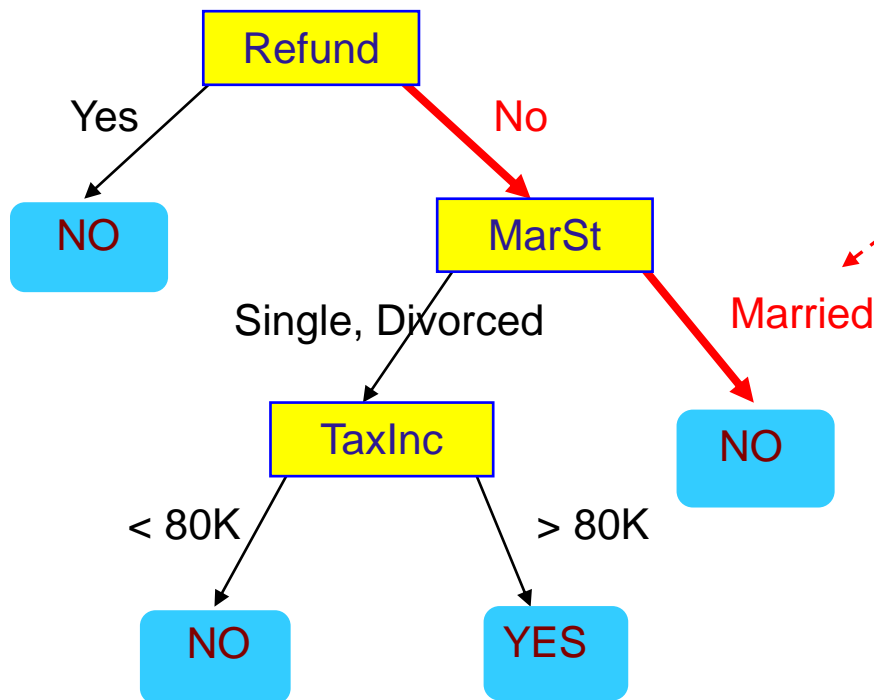 Refund
Yes
No
NO
MarSt
Single, Divorced
Married
TaxInc
NO
< 80K
> 80K
NO
YES